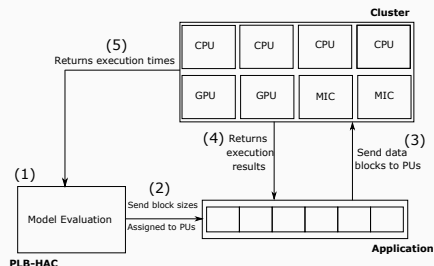 Cluster
(5)
Returns execution times
CPU CPU CPU CPU
GPU GPU MIC MIC
(4) Returns
execution
results
(3)
Send data
blocks to PUs
(1)
Model Evaluation
(2)
Send block sizes
Assigned to PUs
Application
PLB-HAC